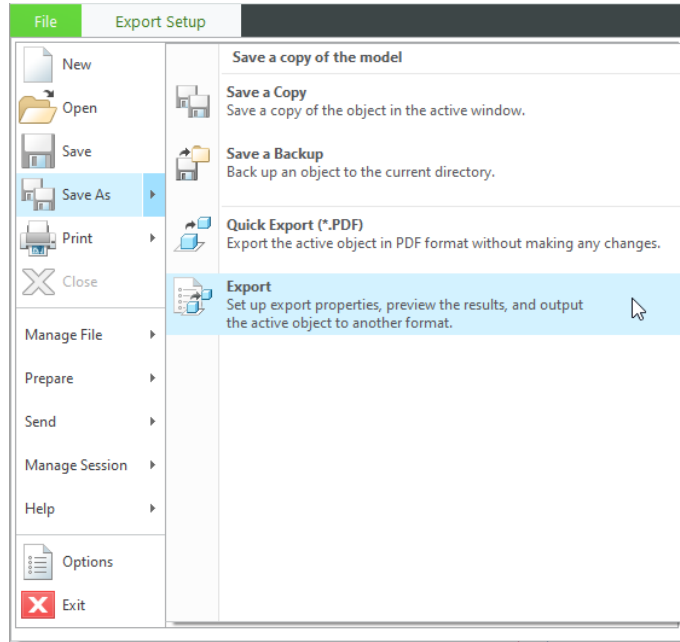 File
Export Setup
New
Open
Save
Save As
Print
Close
Manage File
Prepare
Send
Manage Session
Help
Options
Exit
Save a copy of the model
Save a Copy
Save a copy of the object in the active window.
Save a Backup
Back up an object to the current directory.
Quick Export (*.PDF)
Export the active object in PDF format without making any changes.
Export
Set up export properties, preview the results, and output
the active object to another format.